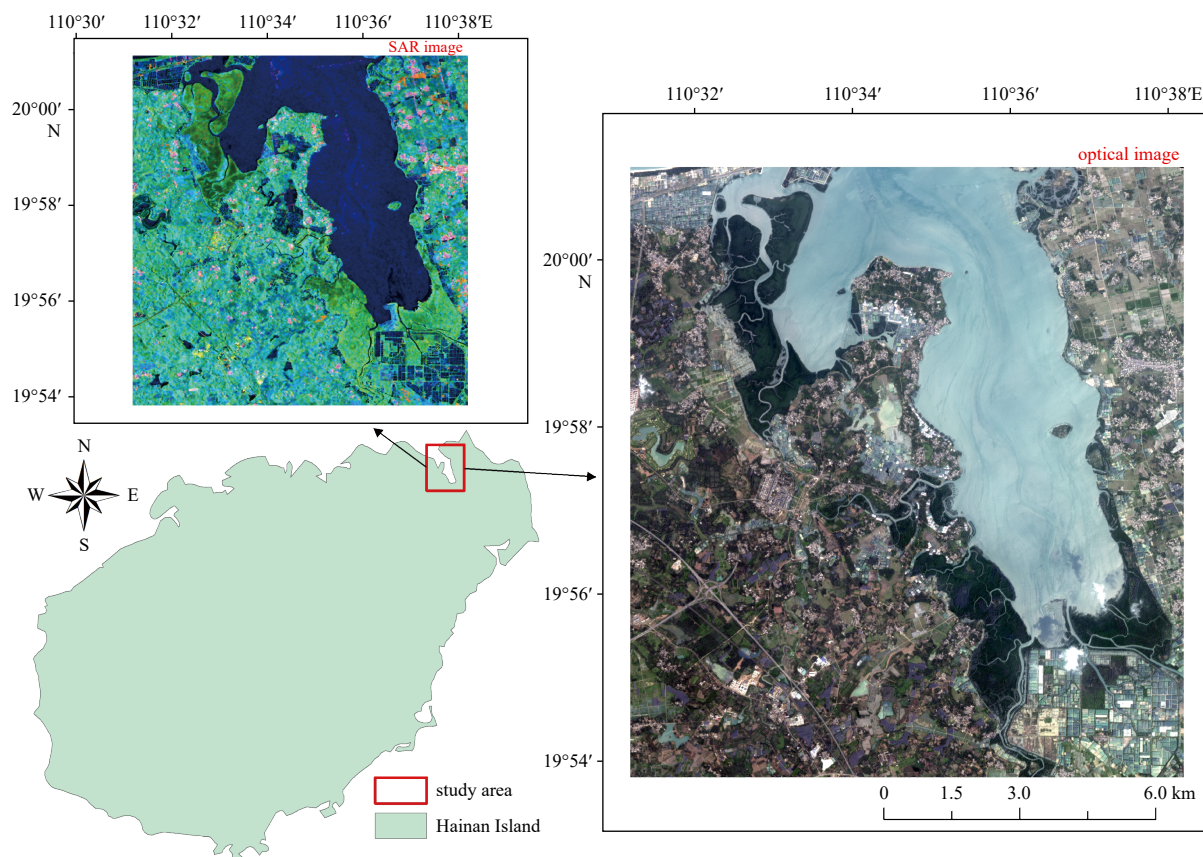 110°30′ 110°32′ 110°34′ 110°36′ 110°38′E
SAR image
20°00′
N
19°58′
19°56′
19°54′
110°32′ 110°34′ 110°36′ 110°38′E
optical image
20°00′
N
19°58′
19°56′
19°54′
N
W E
S
study area
Hainan Island
0 1.5 3.0 6.0 km